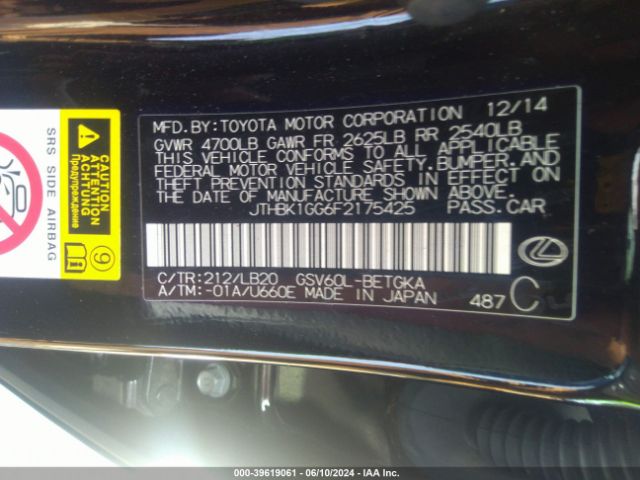 MFD.BY:TOYOTA MOTOR CORPORATION 12/14
GVWR 4700LB GAWR FR 2625LB RR 2540LB
THIS VEHICLE CONFORMS TO ALL APPLICABLE
FEDERAL MOTOR VEHICLE SAFETY,BUMPER,AND
THEFT PREVENTION STANDARDS IN EFFECT ON
THE DATE OF MANUFACTURE SHOWN ABOVE.
JTHBK1GG6F2175425 PASS.CAR
C/TR:212/LB20 GSV60L-BETGKA
A/TM:-01A/U660E MADE IN JAPAN 487 C
SRS SIDE AIRBAG
Предупреждение
CAUTION
ATTENTION
ACHTUNG
9
000-39619061 - 06/10/2024 - IAA Inc.